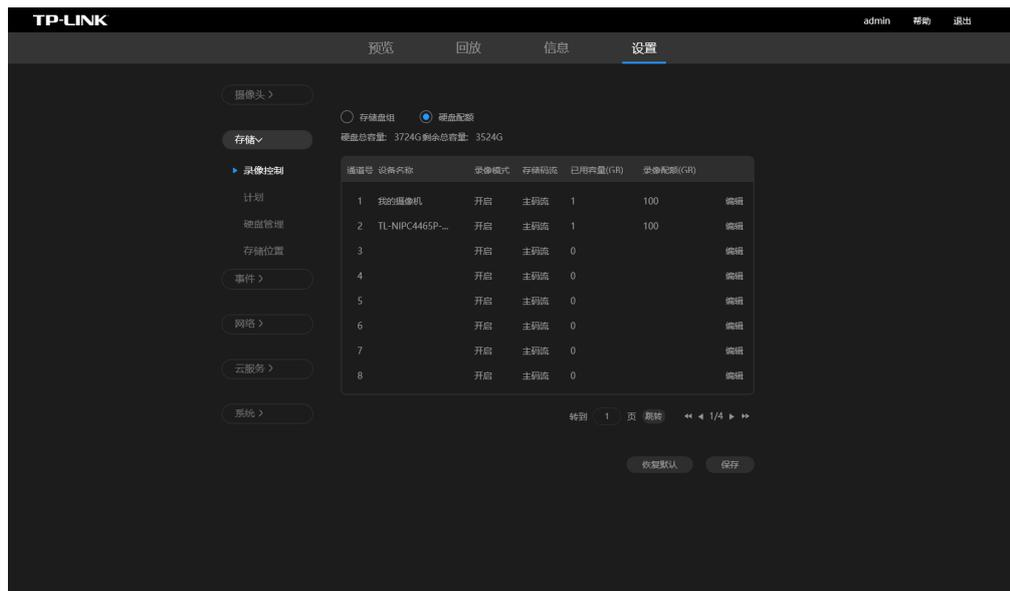 TP-LINK admin 帮助 退出
预览 回放 信息 设置
摄像头 >
存储盘组 硬盘配额
硬盘总容量: 3724G剩余总容量: 3524G
存储
录像控制
计划
硬盘管理
存储位置
事件 >
网络 >
云服务 >
系统 >
通道号 设备名称 录像模式 存储码流 已用容量(GB) 录像配额(GB)
1 我的摄像机 开启 主码流 1 100 编辑
2 TL-NIPC4465P-... 开启 主码流 1 100 编辑
3 开启 主码流 0 编辑
4 开启 主码流 0 编辑
5 开启 主码流 0 编辑
6 开启 主码流 0 编辑
7 开启 主码流 0 编辑
8 开启 主码流 0 编辑
转到 1 页 跳转 1/4
恢复默认 保存